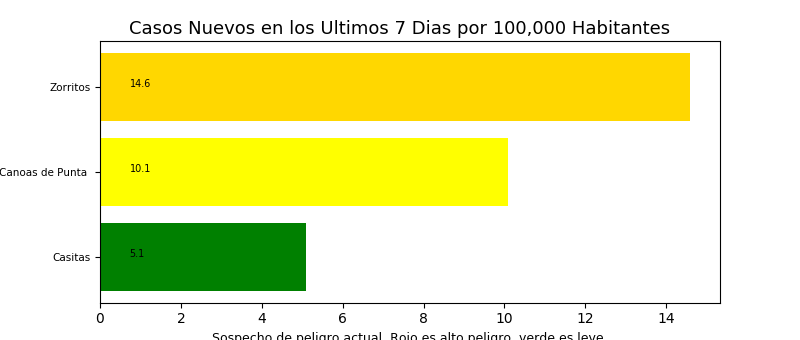 Casos Nuevos en los Ultimos 7 Dias por 100,000 Habitantes
Zorritos
14.6
Canoas de Punta
10.1
Casitas
5.1
0 2 4 6 8 10 12 14
Sospecho de peligro actual. Rojo es alto peligro, verde es leve